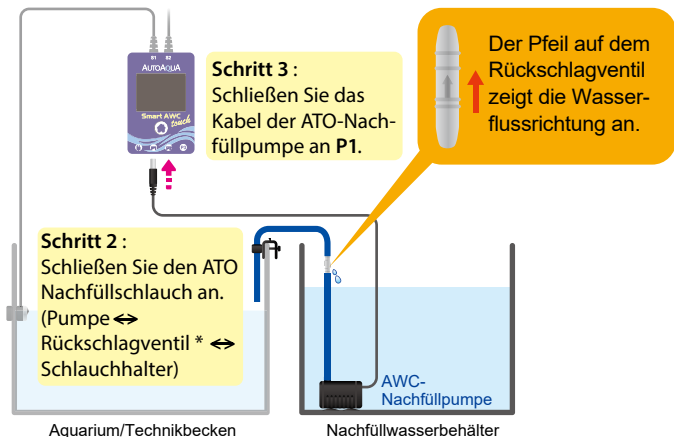 S1 S2
AUTOAQUA
Smart AWC
touch
Schritt 3 :
Schließen Sie das
Kabel der ATO-Nach-
füllpumpe an P1.
Der Pfeil auf dem
Rückschlagventil
zeigt die Wasser-
flussrichtung an.
Schritt 2 :
Schließen Sie den ATO
Nachfüllschlauch an.
(Pumpe ⟷
Rückschlagventil * ⟷
Schlauchhalter)
AWC-
Nachfüllpumpe
Aquarium/Technikbecken
Nachfüllwasserbehälter